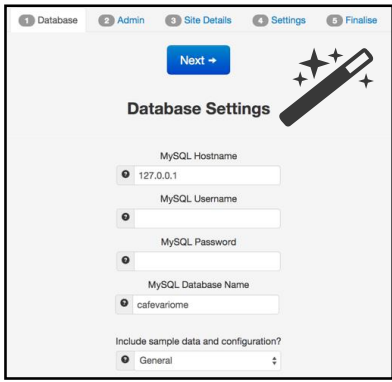 1 Database 2 Admin 3 Site Details 4 Settings 5 Finalise
Next →
Database Settings
MySQL Hostname
? 127.0.0.1
MySQL Username
?
MySQL Password
?
MySQL Database Name
? cafevariome
Include sample data and configuration?
? General